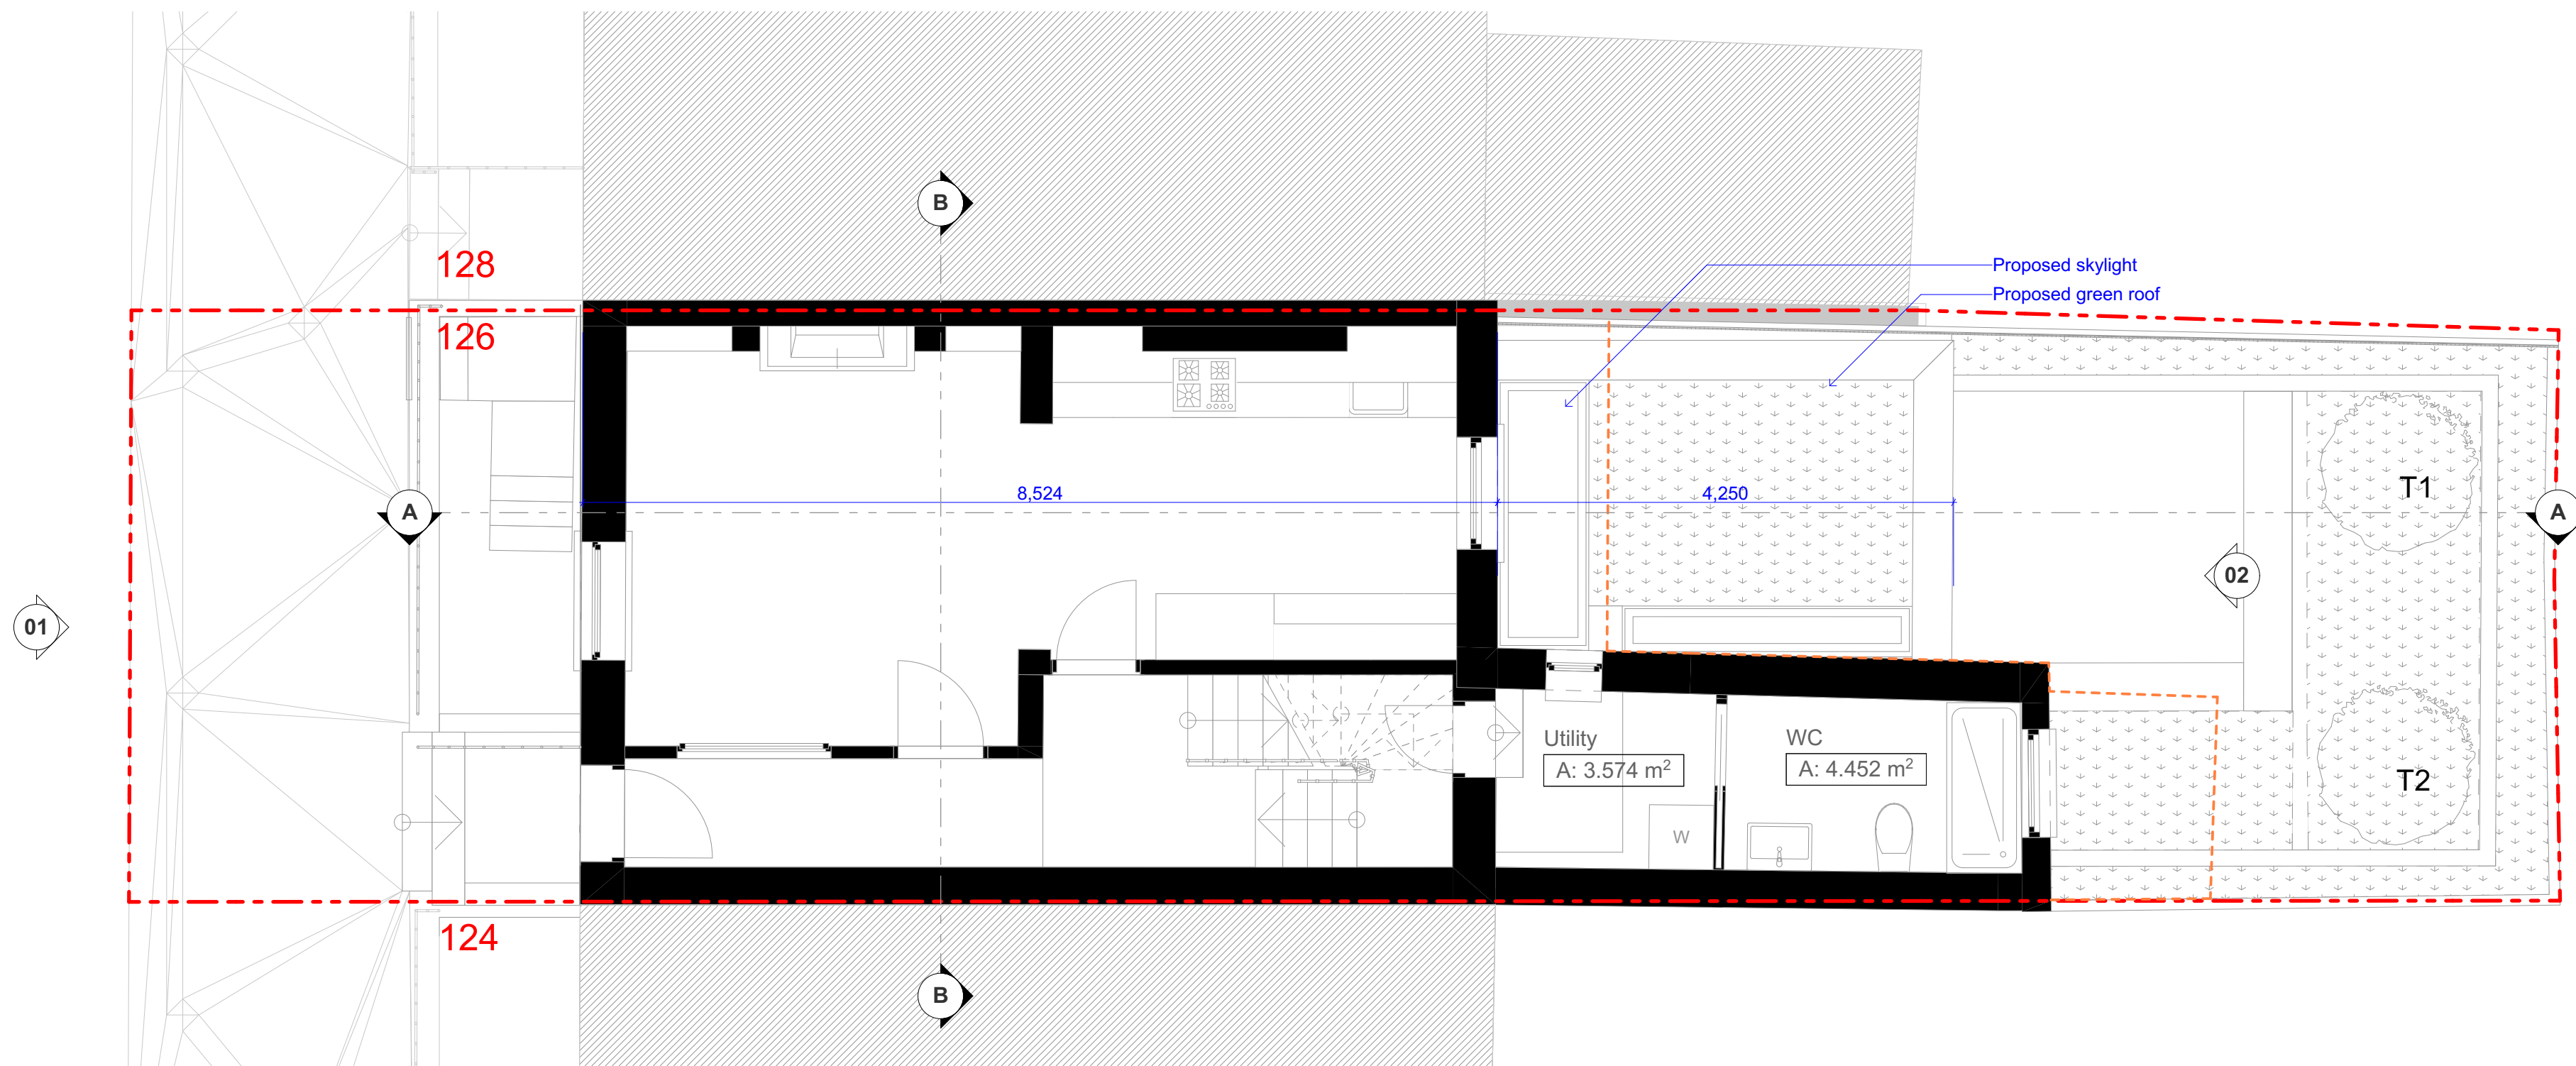 B
128
Proposed skylight
Proposed green roof
126
8,524
4,250
T1
A
A
02
01
Utility
A: 3.574 m²
WC
A: 4.452 m²
T2
W
124
B